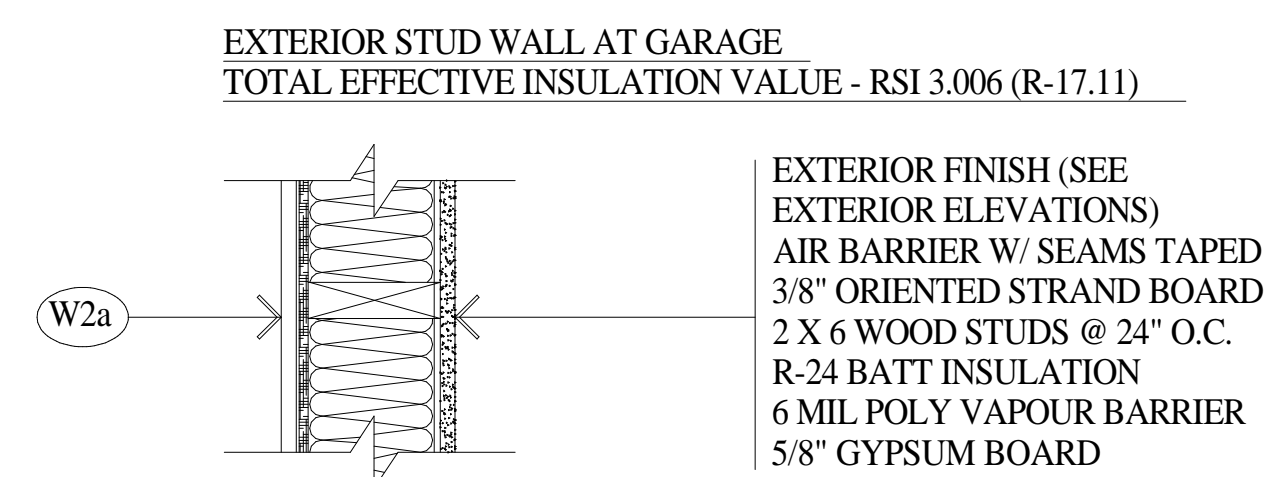 EXTERIOR STUD WALL AT GARAGE
TOTAL EFFECTIVE INSULATION VALUE - RSI 3.006 (R-17.11)
W2a
EXTERIOR FINISH (SEE
EXTERIOR ELEVATIONS)
AIR BARRIER W/ SEAMS TAPED
3/8" ORIENTED STRAND BOARD
2 X 6 WOOD STUDS @ 24" O.C.
R-24 BATT INSULATION
6 MIL POLY VAPOUR BARRIER
5/8" GYPSUM BOARD